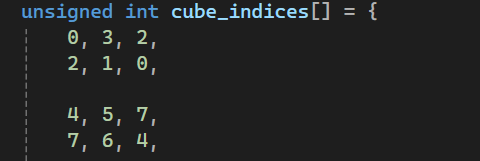 unsigned int cube_indices[] = {
0, 3, 2,
2, 1, 0,
4, 5, 7,
7, 6, 4,